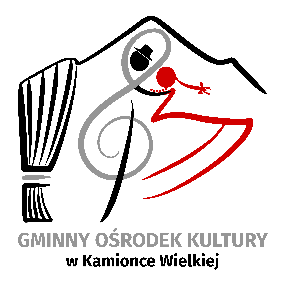 GMINNY OŚRODEK KULTURY
w Kamionce Wielkiej